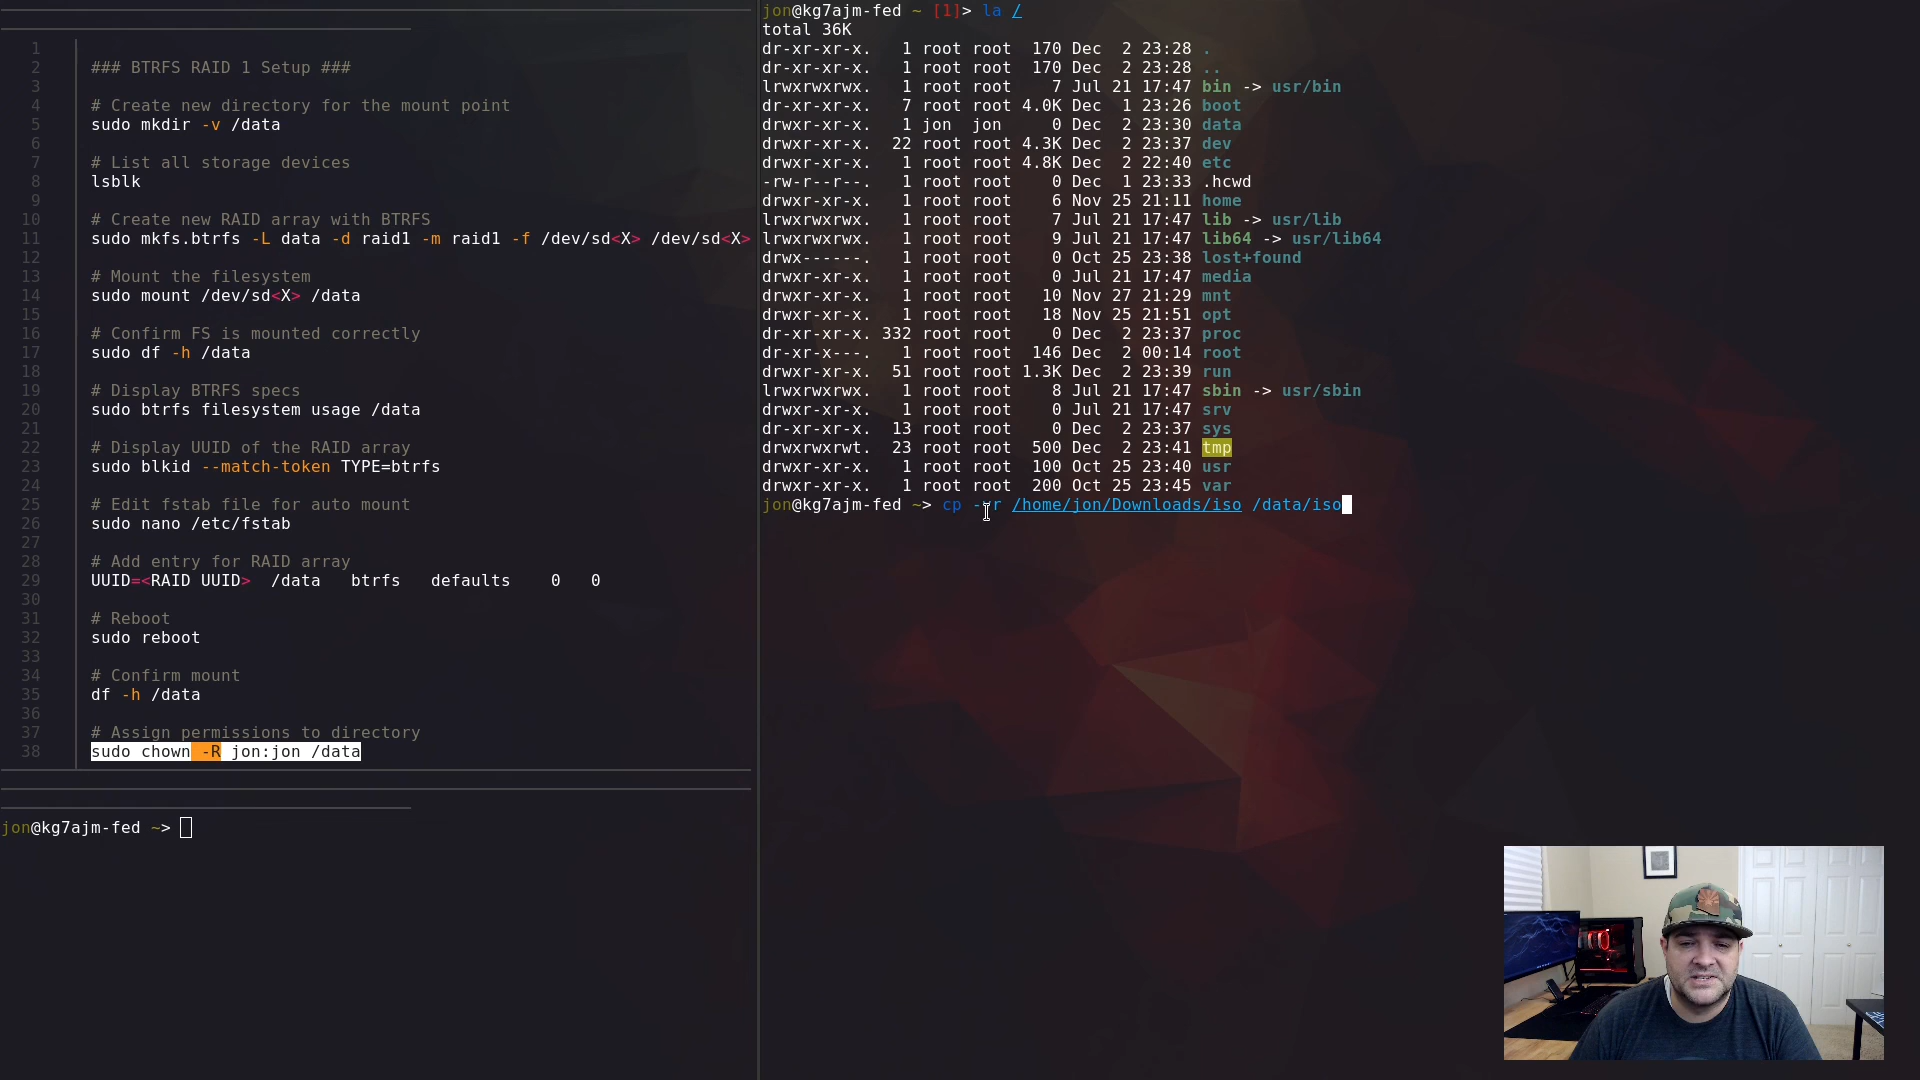 1
2 ### BTRFS RAID 1 Setup ###
3
4 # Create new directory for the mount point
5 sudo mkdir -v /data
6
7 # List all storage devices
8 lsblk
9
10 # Create new RAID array with BTRFS
11 sudo mkfs.btrfs -L data -d raid1 -m raid1 -f /dev/sd<X> /dev/sd<X>
12
13 # Mount the filesystem
14 sudo mount /dev/sd<X> /data
15
16 # Confirm FS is mounted correctly
17 sudo df -h /data
18
19 # Display BTRFS specs
20 sudo btrfs filesystem usage /data
21
22 # Display UUID of the RAID array
23 sudo blkid --match-token TYPE=btrfs
24
25 # Edit fstab file for auto mount
26 sudo nano /etc/fstab
27
28 # Add entry for RAID array
29 UUID=<RAID UUID>  /data   btrfs   defaults    0   0
30
31 # Reboot
32 sudo reboot
33
34 # Confirm mount
35 df -h /data
36
37 # Assign permissions to directory
38 sudo chown -R jon:jon /data
jon@kg7ajm-fed ~>
jon@kg7ajm-fed ~ [1]> la /
total 36K
dr-xr-xr-x.   1 root root  170 Dec  2 23:28 .
dr-xr-xr-x.   1 root root  170 Dec  2 23:28 ..
lrwxrwxrwx.   1 root root    7 Jul 21 17:47 bin -> usr/bin
dr-xr-xr-x.   7 root root 4.0K Dec  1 23:26 boot
drwxr-xr-x.   1 jon  jon     0 Dec  2 23:30 data
drwxr-xr-x.  22 root root 4.3K Dec  2 23:37 dev
drwxr-xr-x.   1 root root 4.8K Dec  2 22:40 etc
-rw-r--r--.   1 root root    0 Dec  1 23:33 .hcwd
drwxr-xr-x.   1 root root    6 Nov 25 21:11 home
lrwxrwxrwx.   1 root root    7 Jul 21 17:47 lib -> usr/lib
lrwxrwxrwx.   1 root root    9 Jul 21 17:47 lib64 -> usr/lib64
drwx------.   1 root root    0 Oct 25 23:38 lost+found
drwxr-xr-x.   1 root root    0 Jul 21 17:47 media
drwxr-xr-x.   1 root root   10 Nov 27 21:29 mnt
drwxr-xr-x.   1 root root   18 Nov 25 21:51 opt
dr-xr-xr-x. 332 root root    0 Dec  2 23:37 proc
dr-xr-x---.   1 root root  146 Dec  2 00:14 root
drwxr-xr-x.  51 root root 1.3K Dec  2 23:39 run
lrwxrwxrwx.   1 root root    8 Jul 21 17:47 sbin -> usr/sbin
drwxr-xr-x.   1 root root    0 Jul 21 17:47 srv
dr-xr-xr-x.  13 root root    0 Dec  2 23:37 sys
drwxrwxrwt.  23 root root  500 Dec  2 23:41 tmp
drwxr-xr-x.   1 root root  100 Oct 25 23:40 usr
drwxr-xr-x.   1 root root  200 Oct 25 23:45 var
jon@kg7ajm-fed ~> cp -vr /home/jon/Downloads/iso /data/iso